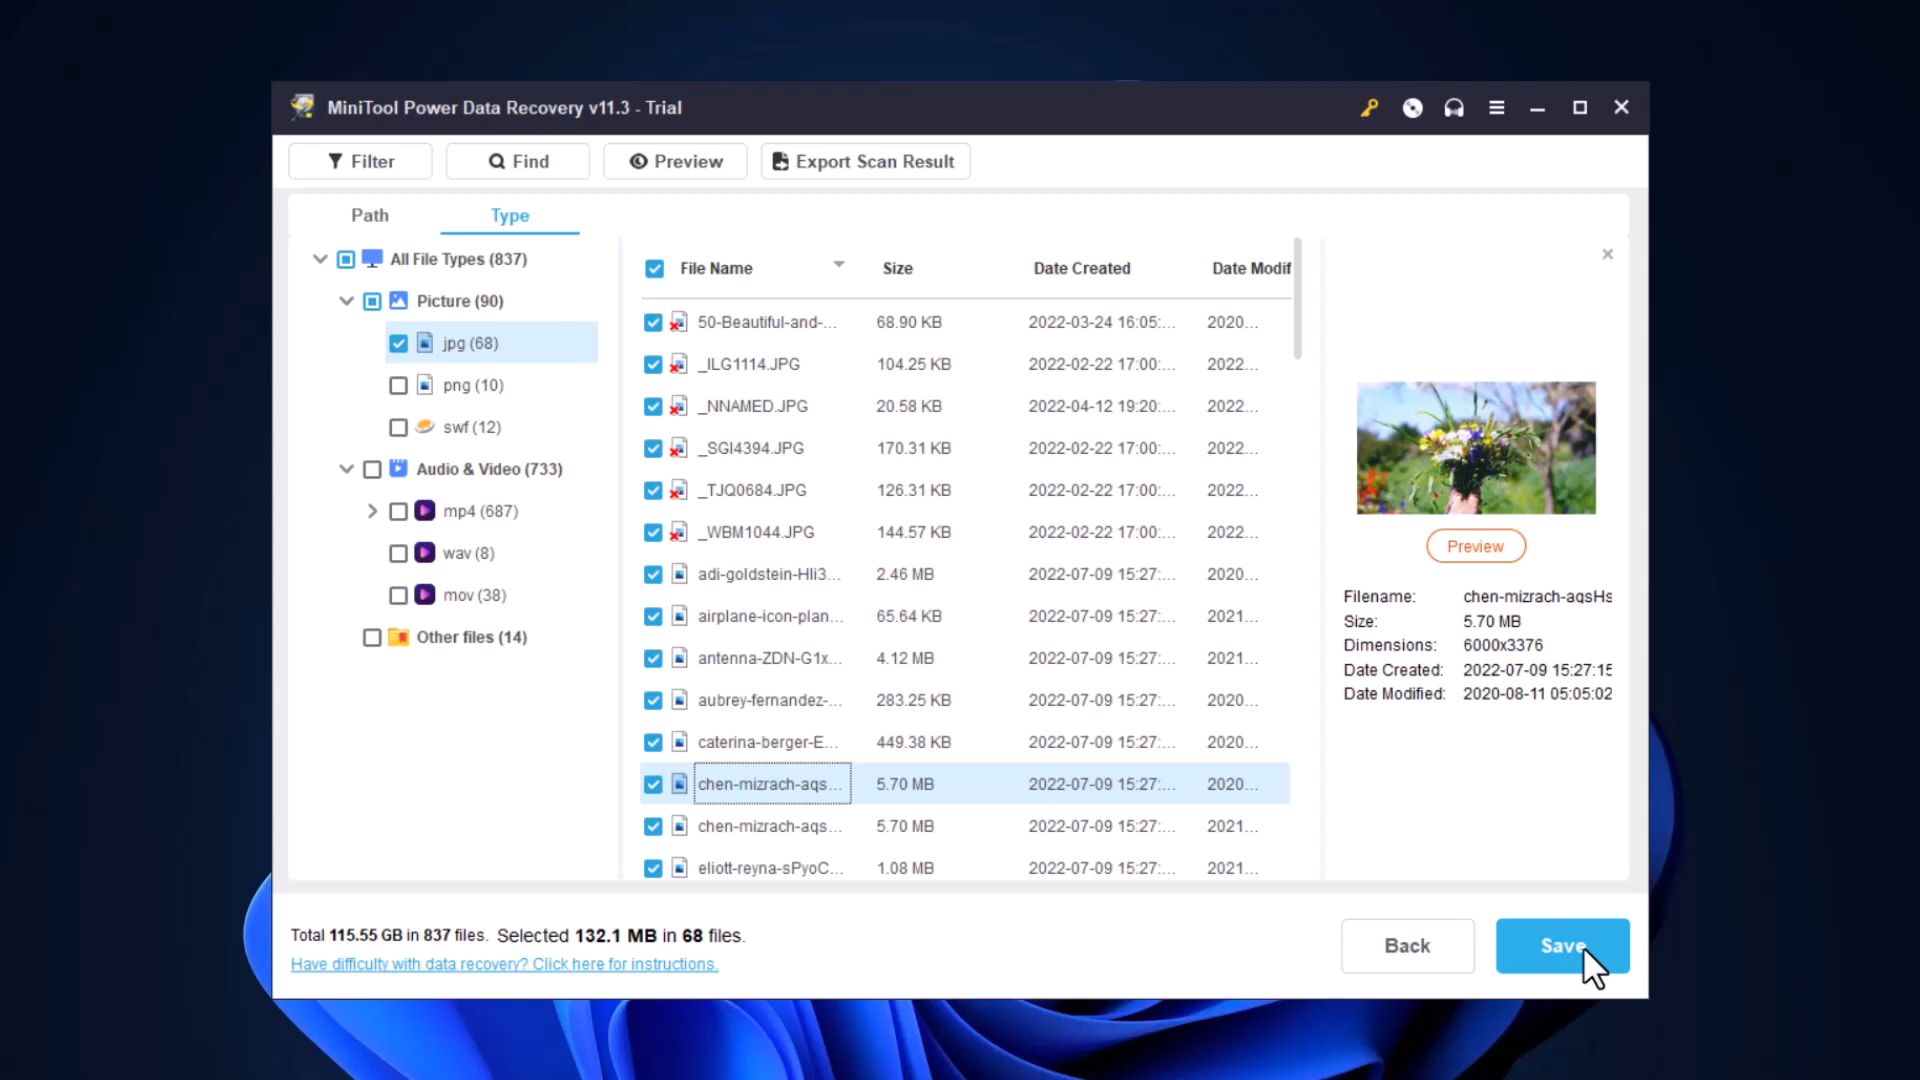 MiniTool Power Data Recovery v11.3 - Trial
Filter Find Preview Export Scan Result
Path Type
All File Types (837)
Picture (90)
jpg (68)
png (10)
swf (12)
Audio & Video (733)
mp4 (687)
wav (8)
mov (38)
Other files (14)
File Name Size Date Created Date Modif
50-Beautiful-and-... 68.90 KB 2022-03-24 16:05:... 2020...
_ILG1114.JPG 104.25 KB 2022-02-22 17:00:... 2022...
_NNAMED.JPG 20.58 KB 2022-04-12 19:20:... 2022...
_SGI4394.JPG 170.31 KB 2022-02-22 17:00:... 2022...
_TJQ0684.JPG 126.31 KB 2022-02-22 17:00:... 2022...
_WBM1044.JPG 144.57 KB 2022-02-22 17:00:... 2022...
adi-goldstein-Hli3... 2.46 MB 2022-07-09 15:27:... 2020...
airplane-icon-plan... 65.64 KB 2022-07-09 15:27:... 2021...
antenna-ZDN-G1x... 4.12 MB 2022-07-09 15:27:... 2021...
aubrey-fernandez-... 283.25 KB 2022-07-09 15:27:... 2020...
caterina-berger-E... 449.38 KB 2022-07-09 15:27:... 2020...
chen-mizrach-aqs... 5.70 MB 2022-07-09 15:27:... 2020...
chen-mizrach-aqs... 5.70 MB 2022-07-09 15:27:... 2021...
eliott-reyna-sPyoC... 1.08 MB 2022-07-09 15:27:... 2021...
Preview
Filename: chen-mizrach-aqsHs
Size: 5.70 MB
Dimensions: 6000x3376
Date Created: 2022-07-09 15:27:15
Date Modified: 2020-08-11 05:05:02
Total 115.55 GB in 837 files. Selected 132.1 MB in 68 files.
Have difficulty with data recovery? Click here for instructions.
Back Save